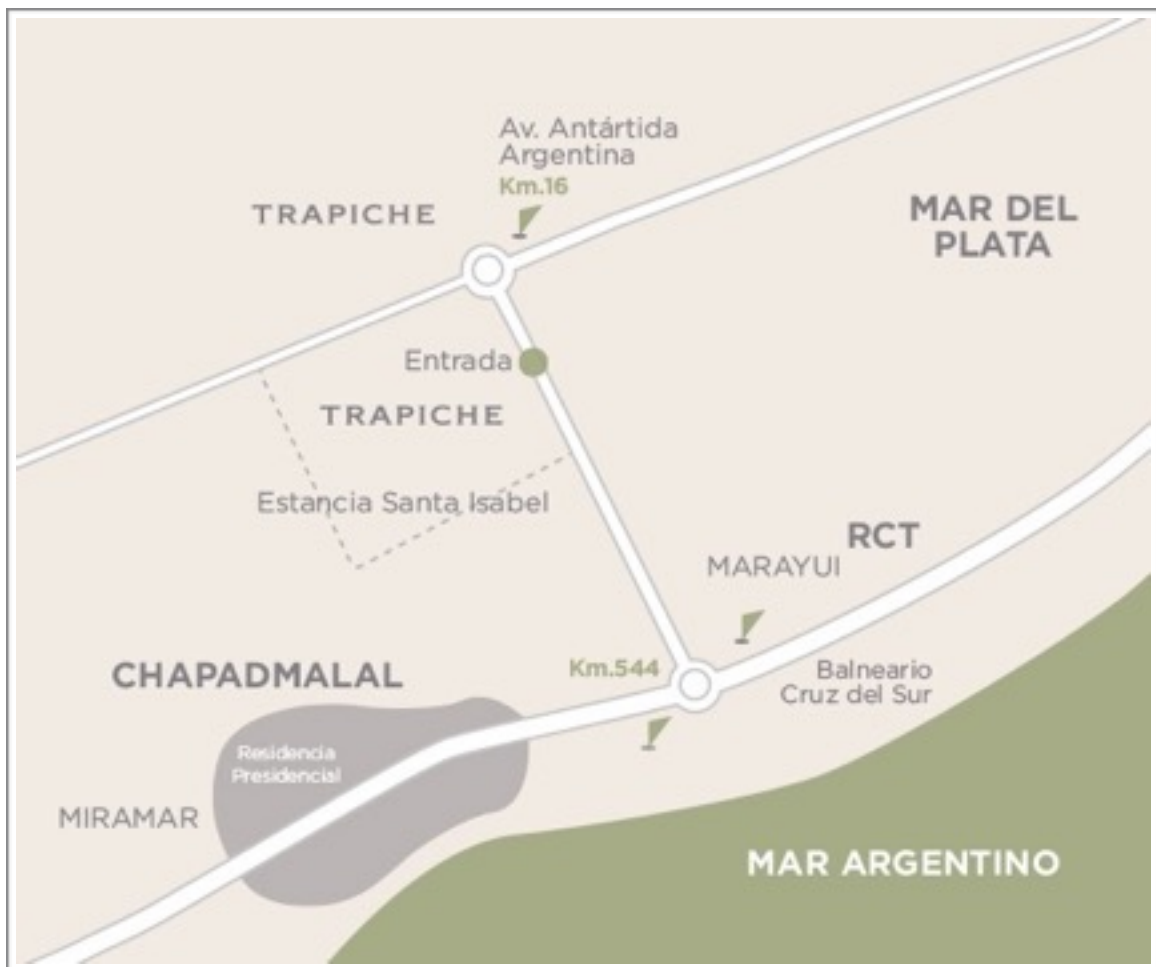 Av. Antártida
Argentina
Km.16
TRAPICHE
MAR DEL
PLATA
Entrada
TRAPICHE
Estancia Santa Isabel
RCT
MARAYUI
Km.544
CHAPADMALAL
Balneario
Cruz del Sur
Residencia
Presidencial
MIRAMAR
MAR ARGENTINO